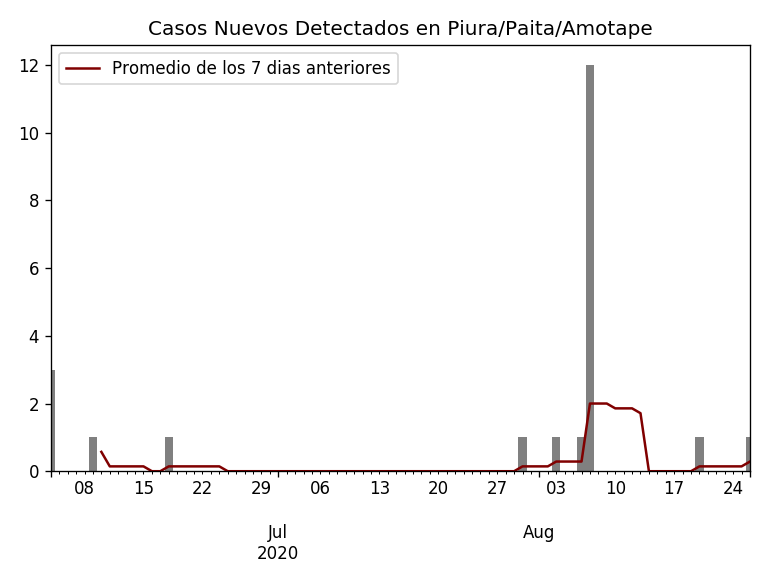 Casos Nuevos Detectados en Piura/Paita/Amotape
Promedio de los 7 dias anteriores
12
10
8
6
4
2
0
08 15 22 29 06 13 20 27 03 10 17 24
Jul Aug
2020